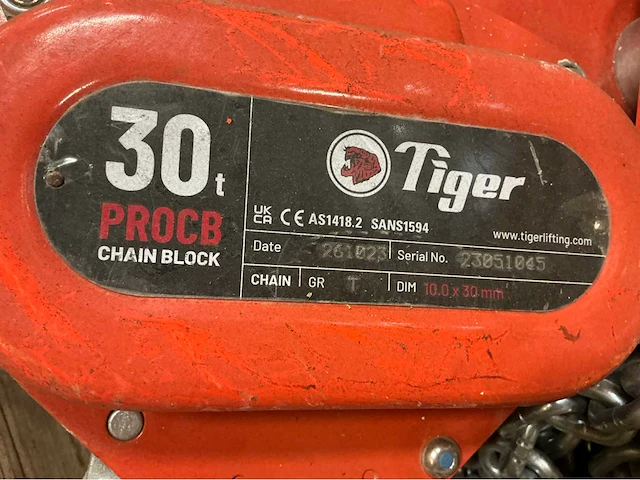 30t
PROCB
CHAIN BLOCK
Tiger
UK CA CE AS1418.2 SANS1594
www.tigerlifting.com
Date 261023 Serial No. 23051045
CHAIN GR T DIM 10.0 x 30 mm